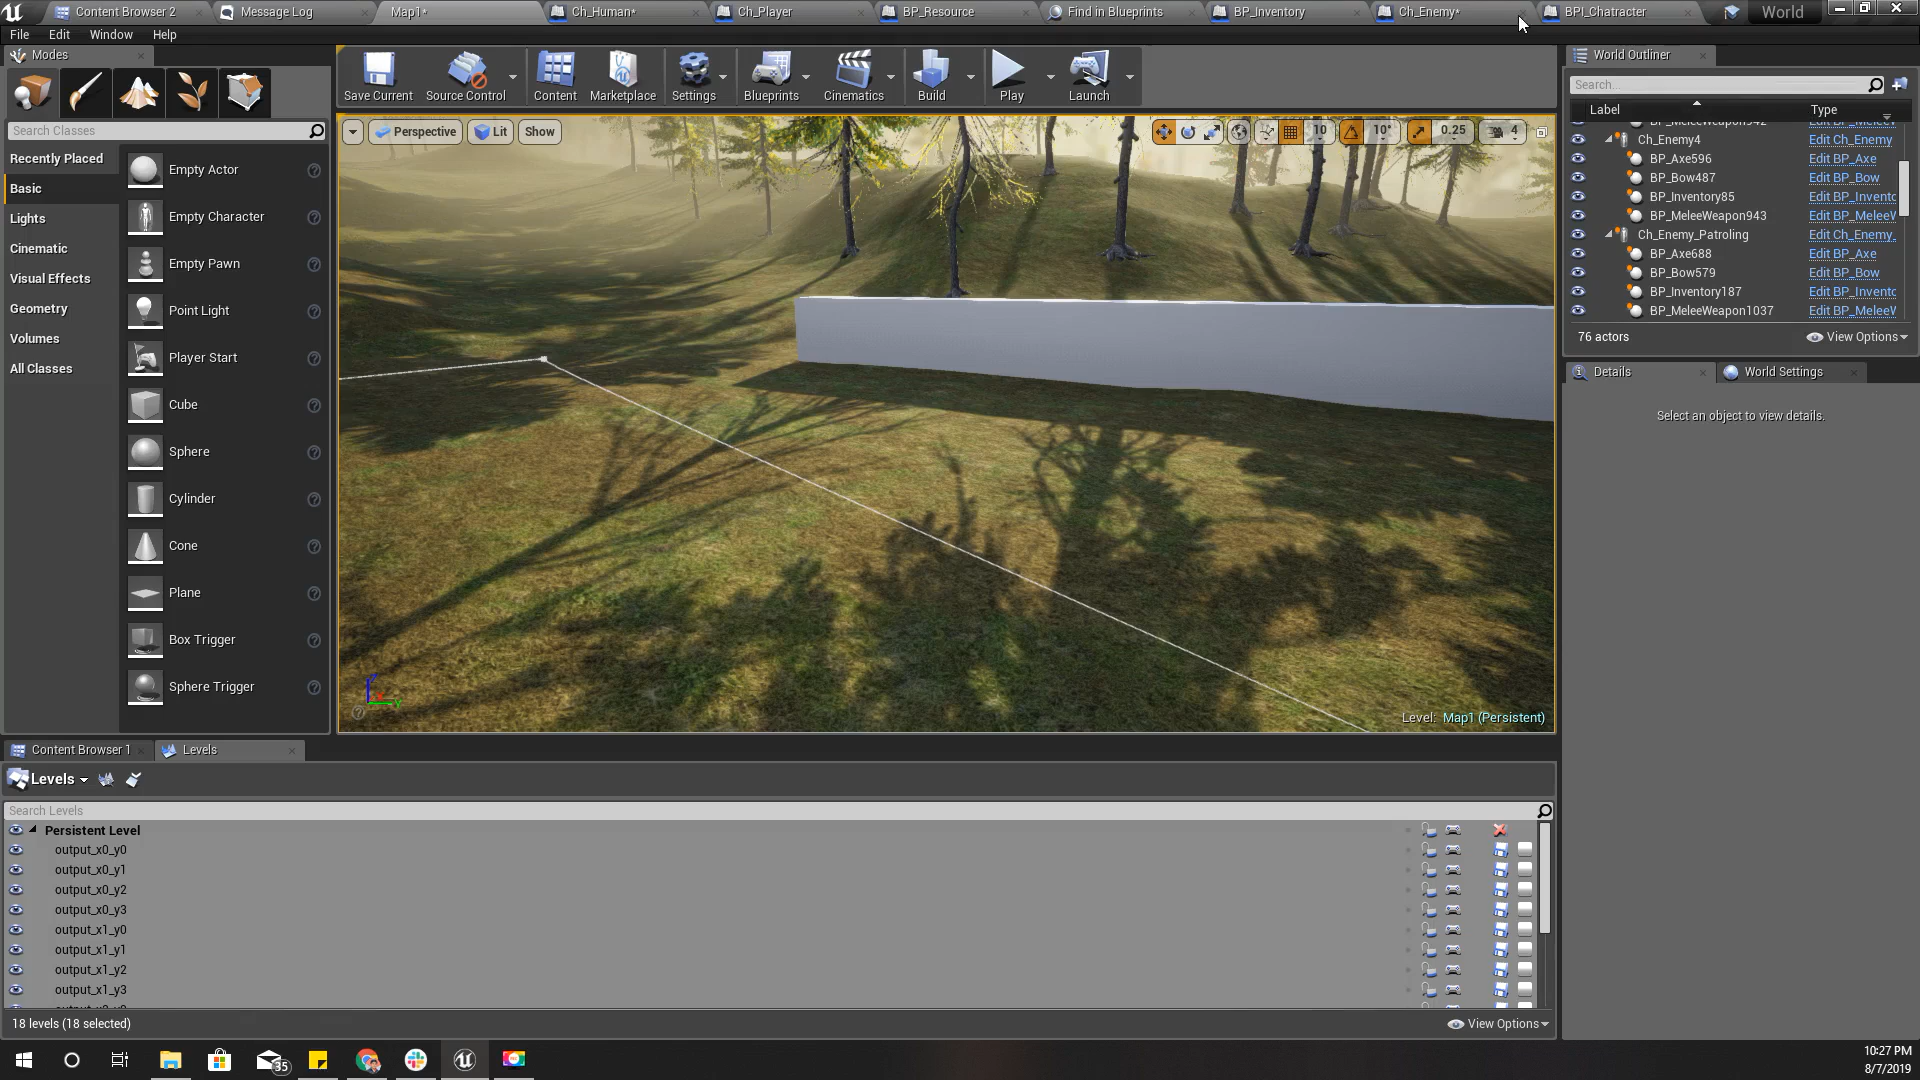 Content Browser 2
Message Log
Map1*
Ch_Human*
Ch_Player
BP_Resource
Find in Blueprints
BP_Inventory
Ch_Enemy*
BPI_Chatracter
World
File
Edit
Window
Help
Modes
Save Current
Source Control
Content
Marketplace
Settings
Blueprints
Cinematics
Build
Play
Launch
Search Classes
Recently Placed
Basic
Lights
Cinematic
Visual Effects
Geometry
Volumes
All Classes
Empty Actor
Empty Character
Empty Pawn
Point Light
Player Start
Cube
Sphere
Cylinder
Cone
Plane
Box Trigger
Sphere Trigger
Perspective
Lit
Show
10
10°
0.25
4
Level: Map1 (Persistent)
World Outliner
Search...
Label
Type
Ch_Enemy4 Edit Ch_Enemy
BP_Axe596 Edit BP_Axe
BP_Bow487 Edit BP_Bow
BP_Inventory85 Edit BP_Invento
BP_MeleeWeapon943 Edit BP_MeleeW
Ch_Enemy_Patroling Edit Ch_Enemy_
BP_Axe688 Edit BP_Axe
BP_Bow579 Edit BP_Bow
BP_Inventory187 Edit BP_Invento
BP_MeleeWeapon1037 Edit BP_MeleeW
76 actors
View Options
Details
World Settings
Select an object to view details.
Content Browser 1
Levels
Levels
Search Levels
Persistent Level
output_x0_y0
output_x0_y1
output_x0_y2
output_x0_y3
output_x1_y0
output_x1_y1
output_x1_y2
output_x1_y3
18 levels (18 selected)
View Options
35
10:27 PM
8/7/2019